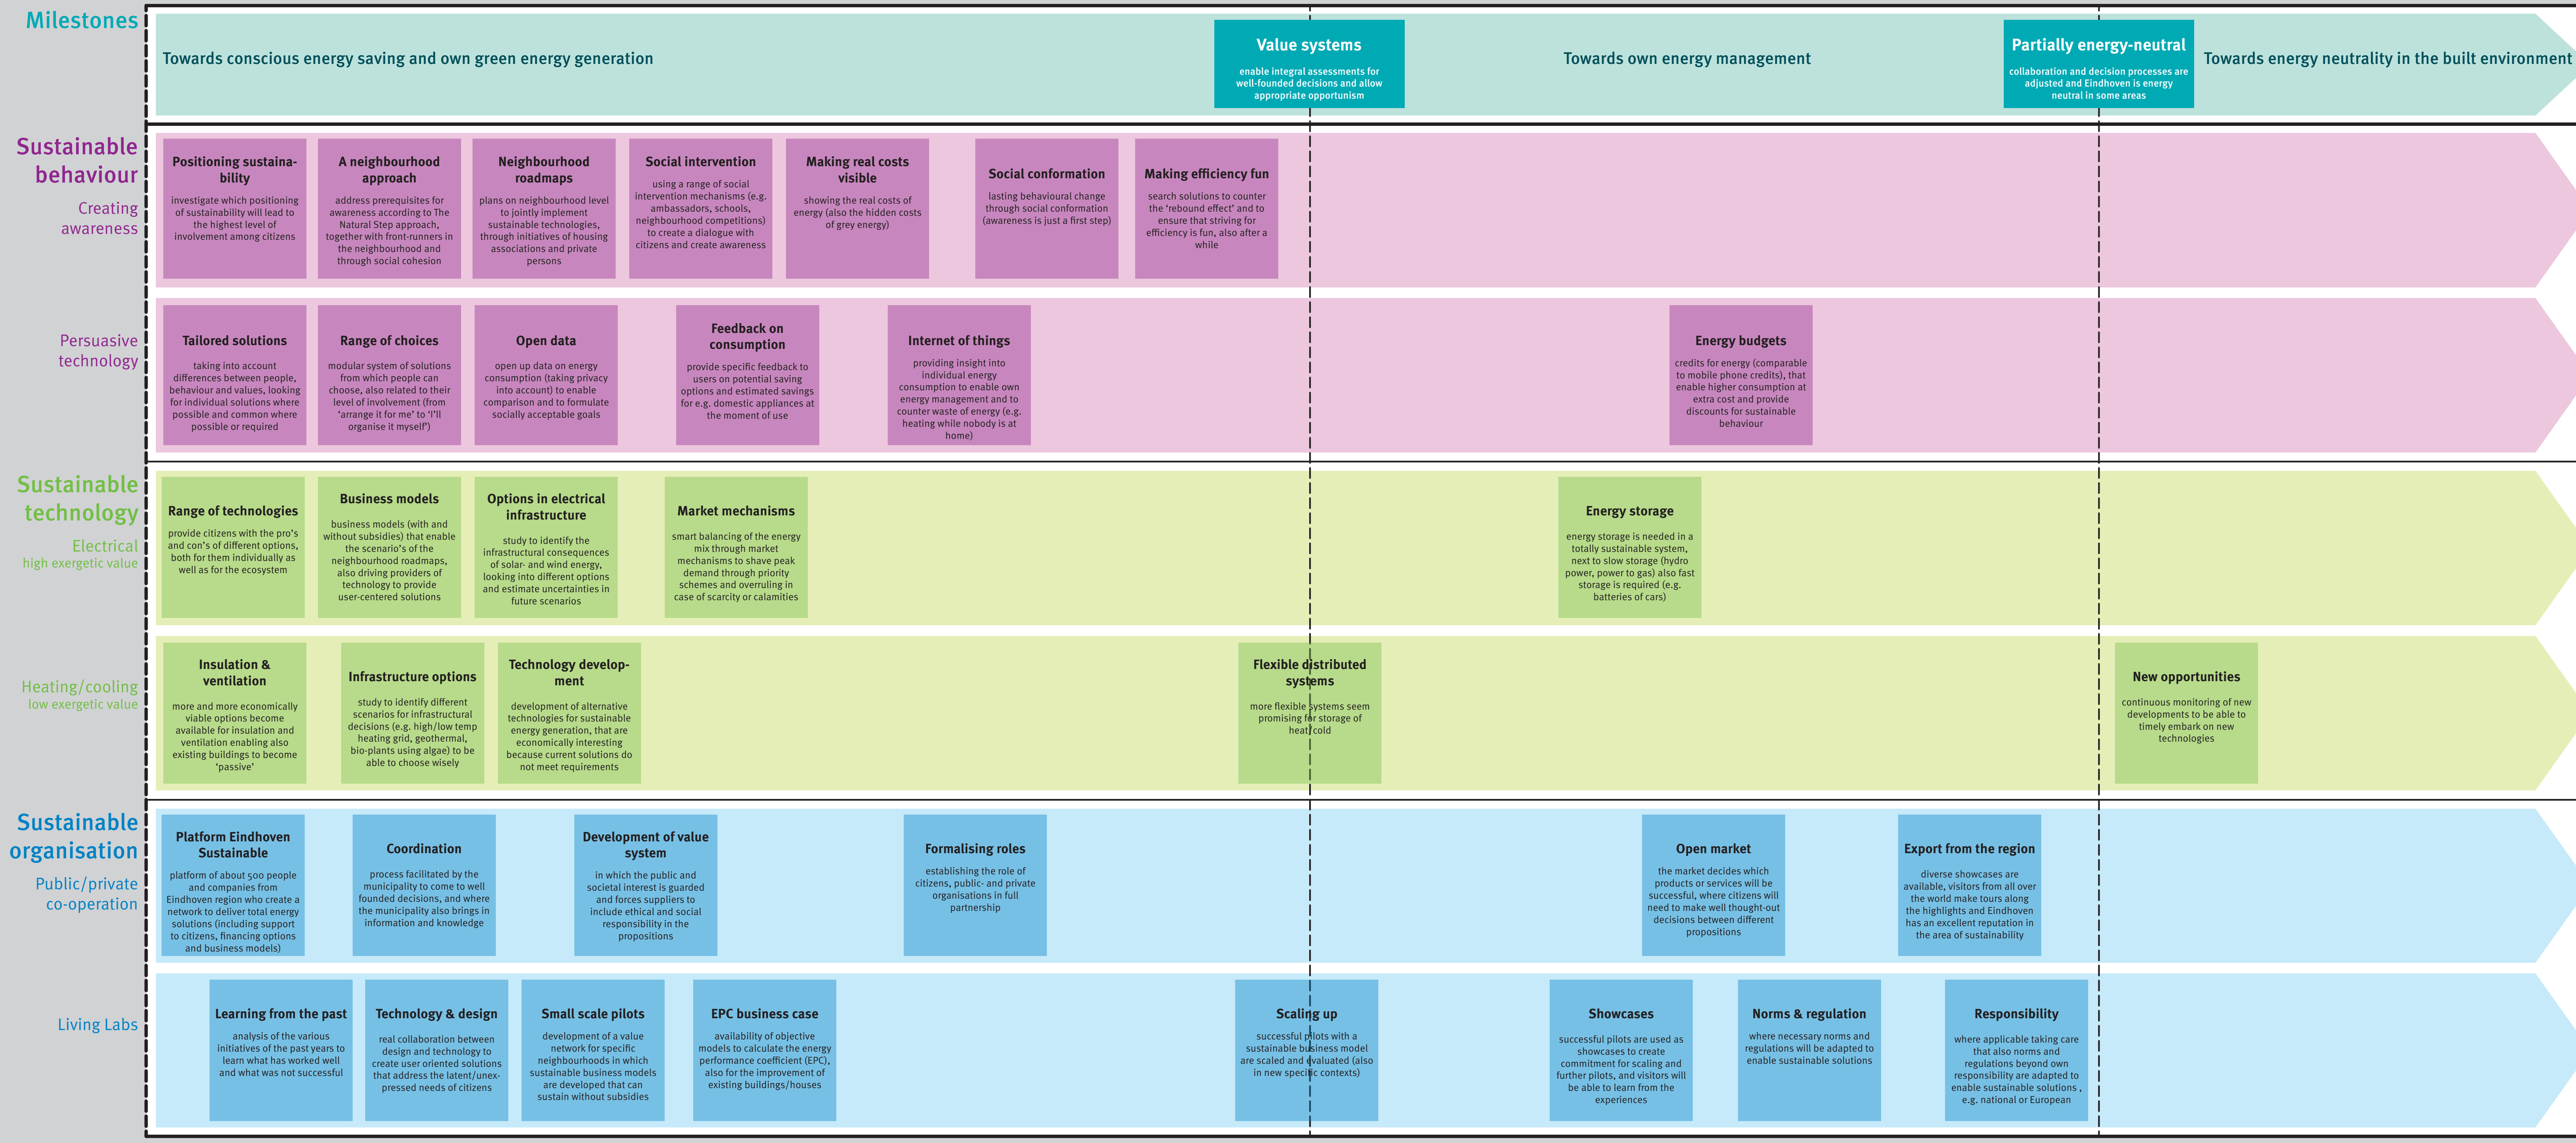 Milestones
Towards conscious energy saving and own green energy generation
Value systems
enable integral assessments for
well-founded decisions and allow
appropriate opportunism
Towards own energy management
Partially energy-neutral
collaboration and decision processes are
adjusted and Eindhoven is energy
neutral in some areas
Towards energy neutrality in the built environment
Sustainable
behaviour
Creating
awareness
Positioning sustaina-
bility
investigate which positioning
of sustainability will lead to
the highest level of
involvement among citizens
A neighbourhood
approach
address prerequisites for
awareness according to The
Natural Step approach,
together with front-runners in
the neighbourhood and
through social cohesion
Neighbourhood
roadmaps
plans on neighbourhood level
to jointly implement
sustainable technologies,
through initiatives of housing
associations and private
persons
Social intervention
using a range of social
intervention mechanisms (e.g.
ambassadors, schools,
neighbourhood competitions)
to create a dialogue with
citizens and create awareness
Making real costs
visible
showing the real costs of
energy (also the hidden costs
of grey energy)
Social conformation
lasting behavioural change
through social conformation
(awareness is just a first step)
Making efficiency fun
search solutions to counter
the ‘rebound effect’ and to
ensure that striving for
efficiency is fun, also after a
while
Persuasive
technology
Tailored solutions
taking into account
differences between people,
behaviour and values, looking
for individual solutions where
possible and common where
possible or required
Range of choices
modular system of solutions
from which people can
choose, also related to their
level of involvement (from
‘arrange it for me’ to ‘I’ll
organise it myself’)
Open data
open up data on energy
consumption (taking privacy
into account) to enable
comparison and to formulate
socially acceptable goals
Feedback on
consumption
provide specific feedback to
users on potential saving
options and estimated savings
for e.g. domestic appliances at
the moment of use
Internet of things
providing insight into
individual energy
consumption to enable own
energy management and to
counter waste of energy (e.g.
heating while nobody is at
home)
Energy budgets
credits for energy (comparable
to mobile phone credits), that
enable higher consumption at
extra cost and provide
discounts for sustainable
behaviour
Sustainable
technology
Electrical
high exergetic value
Range of technologies
provide citizens with the pro’s
and con’s of different options,
both for them individually as
well as for the ecosystem
Business models
business models (with and
without subsidies) that enable
the scenario’s of the
neighbourhood roadmaps,
also driving providers of
technology to provide
user-centered solutions
Options in electrical
infrastructure
study to identify the
infrastructural consequences
of solar- and wind energy,
looking into different options
and estimate uncertainties in
future scenarios
Market mechanisms
smart balancing of the energy
mix through market
mechanisms to shave peak
demand through priority
schemes and overruling in
case of scarcity or calamities
Energy storage
energy storage is needed in a
totally sustainable system,
next to slow storage (hydro
power, power to gas) also fast
storage is required (e.g.
batteries of cars)
Heating/cooling
low exergetic value
Insulation &
ventilation
more and more economically
viable options become
available for insulation and
ventilation enabling also
existing buildings to become
‘passive’
Infrastructure options
study to identify different
scenarios for infrastructural
decisions (e.g. high/low temp
heating grid, geothermal,
bio-plants using algae) to be
able to choose wisely
Technology develop-
ment
development of alternative
technologies for sustainable
energy generation, that are
economically interesting
because current solutions do
not meet requirements
Flexible distributed
systems
more flexible systems seem
promising for storage of
heat/cold
New opportunities
continuous monitoring of new
developments to be able to
timely embark on new
technologies
Sustainable
organisation
Public/private
co-operation
Platform Eindhoven
Sustainable
platform of about 500 people
and companies from
Eindhoven region who create a
network to deliver total energy
solutions (including support
to citizens, financing options
and business models)
Coordination
process facilitated by the
municipality to come to well
founded decisions, and where
the municipality also brings in
information and knowledge
Development of value
system
in which the public and
societal interest is guarded
and forces suppliers to
include ethical and social
responsibility in the
propositions
Formalising roles
establishing the role of
citizens, public- and private
organisations in full
partnership
Open market
the market decides which
products or services will be
successful, where citizens will
need to make well thought-out
decisions between different
propositions
Export from the region
diverse showcases are
available, visitors from all over
the world make tours along
the highlights and Eindhoven
has an excellent reputation in
the area of sustainability
Living Labs
Learning from the past
analysis of the various
initiatives of the past years to
learn what has worked well
and what was not successful
Technology & design
real collaboration between
design and technology to
create user oriented solutions
that address the latent/unex-
pressed needs of citizens
Small scale pilots
development of a value
network for specific
neighbourhoods in which
sustainable business models
are developed that can
sustain without subsidies
EPC business case
availability of objective
models to calculate the energy
performance coefficient (EPC),
also for the improvement of
existing buildings/houses
Scaling up
successful pilots with a
sustainable business model
are scaled and evaluated (also
in new specific contexts)
Showcases
successful pilots are used as
showcases to create
commitment for scaling and
further pilots, and visitors will
be able to learn from the
experiences
Norms & regulation
where necessary norms and
regulations will be adapted to
enable sustainable solutions
Responsibility
where applicable taking care
that also norms and
regulations beyond own
responsibility are adapted to
enable sustainable solutions ,
e.g. national or European